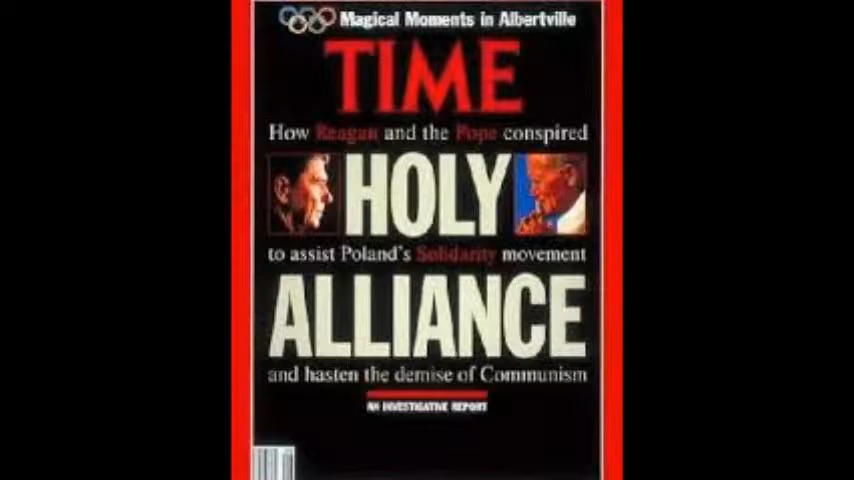 Magical Moments in Albertville
TIME
How Reagan and the Pope conspired
HOLY
to assist Poland's Solidarity movement
ALLIANCE
and hasten the demise of Communism
AN INVESTIGATIVE REPORT